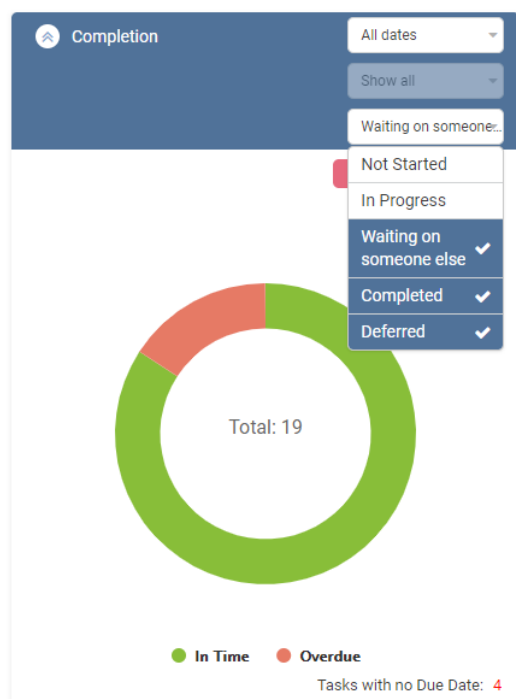 Completion
All dates
Show all
Waiting on someone...
Not Started
In Progress
Waiting on
someone else
Completed
Deferred
Total: 19
In Time
Overdue
Tasks with no Due Date: 4